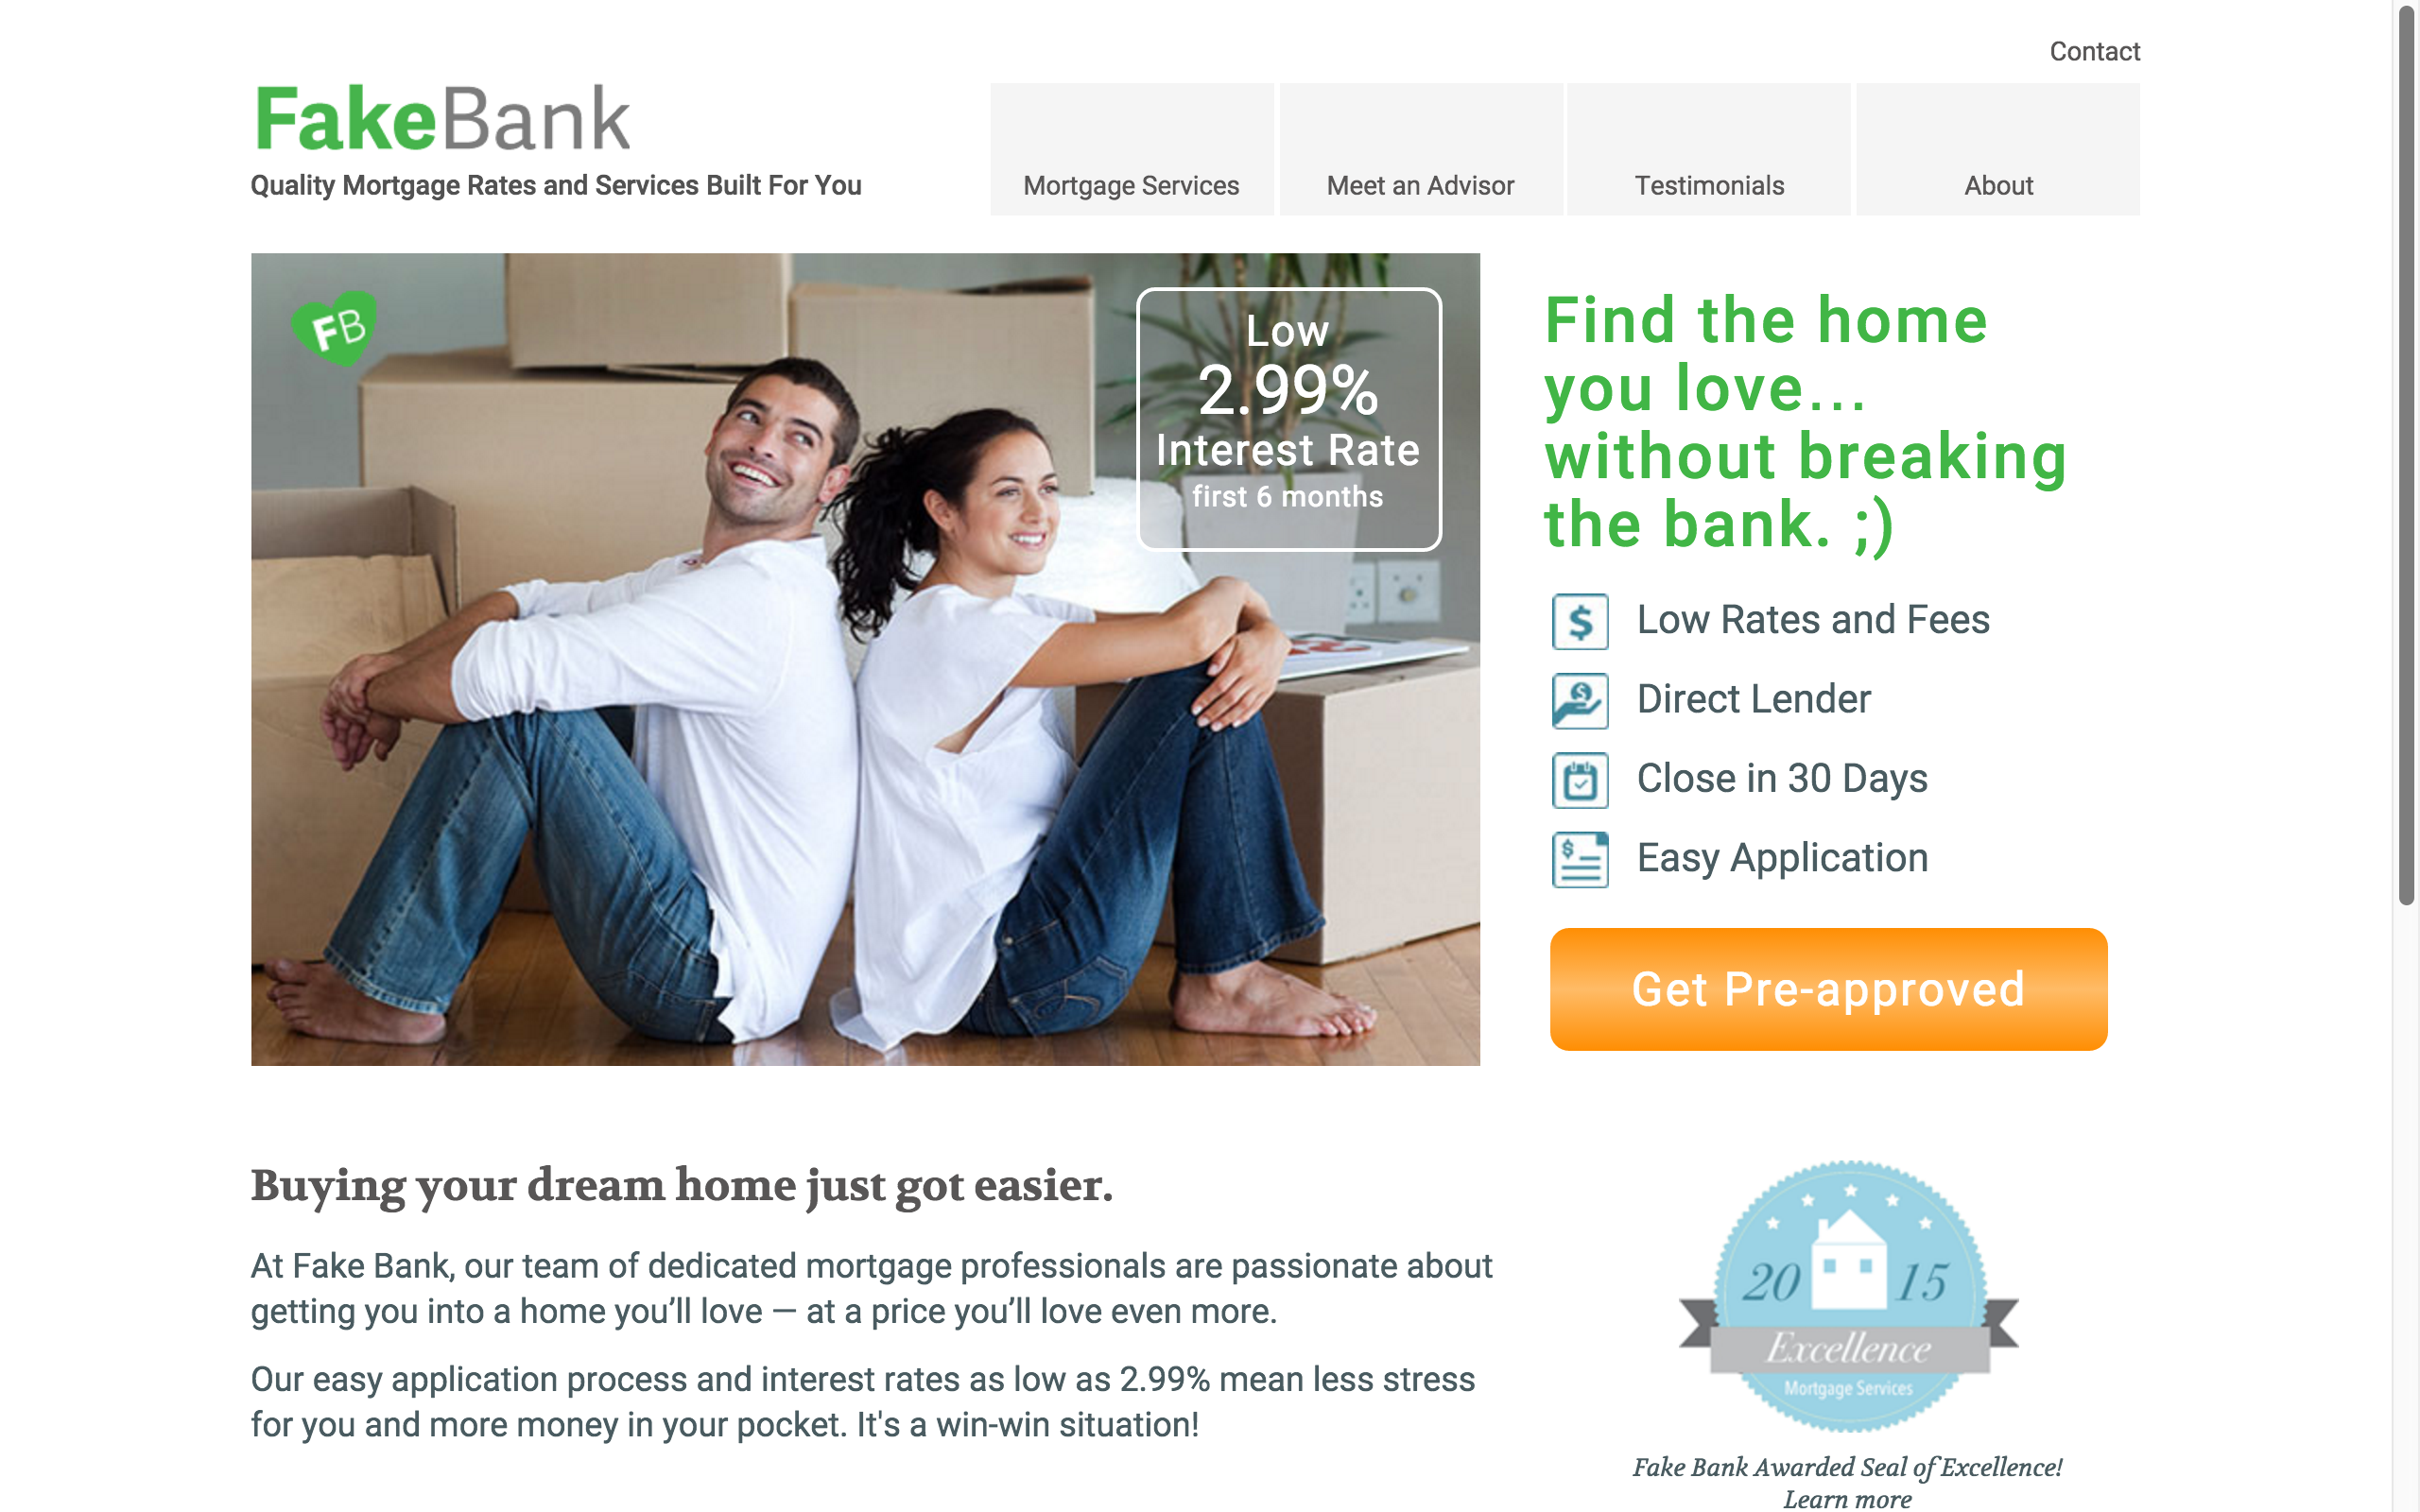 Contact
FakeBank
Quality Mortgage Rates and Services Built For You
Mortgage Services
Meet an Advisor
Testimonials
About
FB
Low
2.99%
Interest Rate
first 6 months
Find the home
you love...
without breaking
the bank. ;)
$ Low Rates and Fees
$ Direct Lender
Close in 30 Days
$ Easy Application
Get Pre-approved
Buying your dream home just got easier.
At Fake Bank, our team of dedicated mortgage professionals are passionate about
getting you into a home you’ll love — at a price you’ll love even more.
Our easy application process and interest rates as low as 2.99% mean less stress
for you and more money in your pocket. It's a win-win situation!
20 15
Excellence
Mortgage Services
Fake Bank Awarded Seal of Excellence!
Learn more